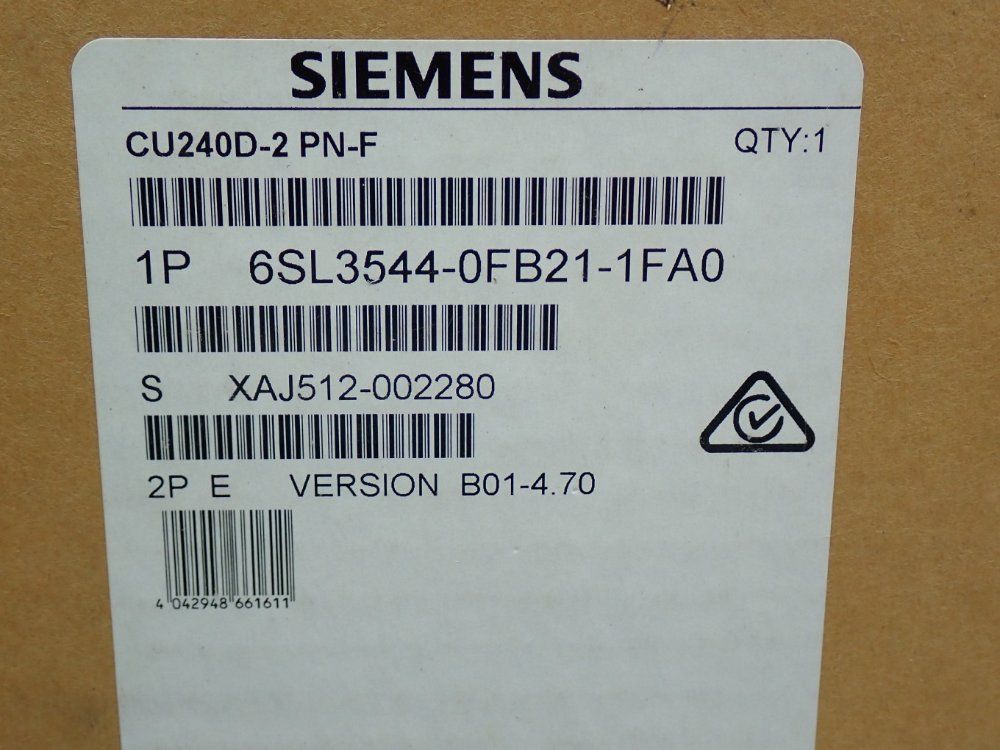 SIEMENS
CU240D-2 PN-F QTY:1
1P 6SL3544-0FB21-1FA0
S XAJ512-002280
2P E VERSION B01-4.70
4 042948 661611